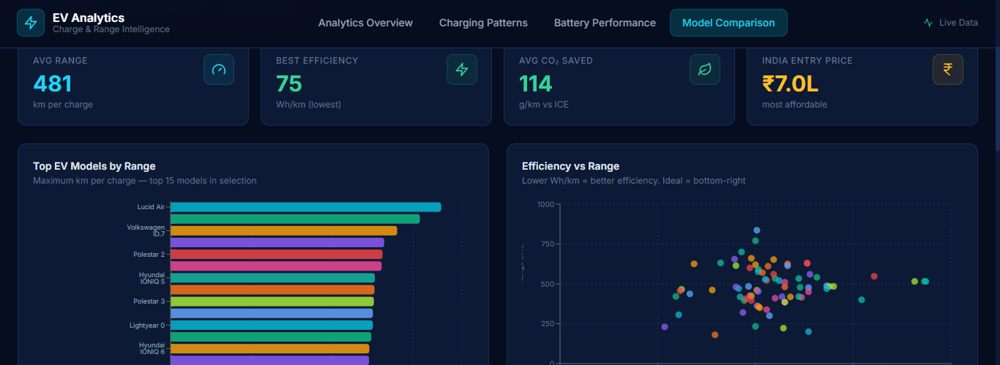 EV Analytics
Charge & Range Intelligence
Analytics Overview
Charging Patterns
Battery Performance
Model Comparison
Live Data
AVG RANGE
481
km per charge
BEST EFFICIENCY
75
Wh/km (lowest)
AVG CO₂ SAVED
114
g/km vs ICE
INDIA ENTRY PRICE
₹7.0L
most affordable
₹
Top EV Models by Range
Maximum km per charge — top 15 models in selection
Lucid Air
Volkswagen
ID.7
Polestar 2
Hyundai
IONIQ 5
Polestar 3
Lightyear 0
Hyundai
IONIQ 6
Efficiency vs Range
Lower Wh/km = better efficiency. Ideal = bottom-right
1000
750
500
250
0